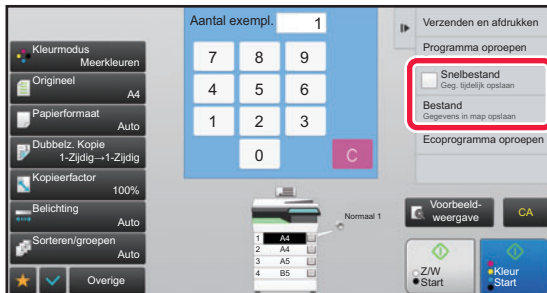 Aantal exempl. 1
7 8 9
4 5 6
1 2 3
0 C
Kleurmodus
Meerkleuren
Origineel
A4
Papierformaat
Auto
Dubbelz. Kopie
1-Zijdig→1-Zijdig
Kopieerfactor
100%
Belichting
Auto
Sorteren/groepen
Auto
Overige
Normaal 1
1 A4
2 A4
3 A5
4 B5
Verzenden en afdrukken
Programma oproepen
Snelbestand
Geg. tijdelijk opslaan
Bestand
Gegevens in map opslaan
Ecoprogramma oproepen
Voorbeeld-
weergave
CA
Z/W
Start
Kleur
Start